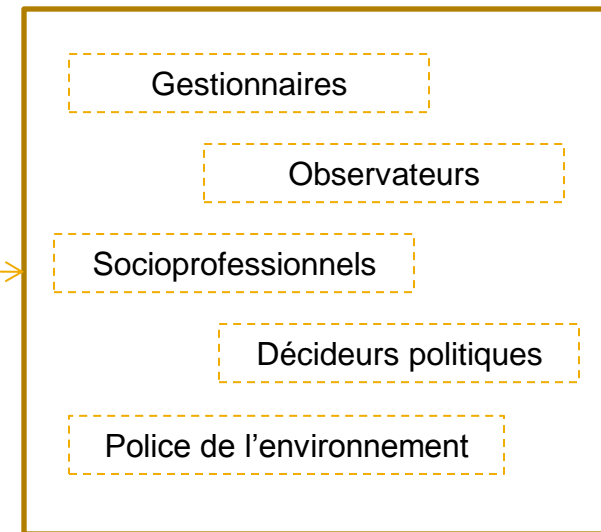 Gestionnaires
Observateurs
Socioprofessionnels
Décideurs politiques
Police de l’environnement